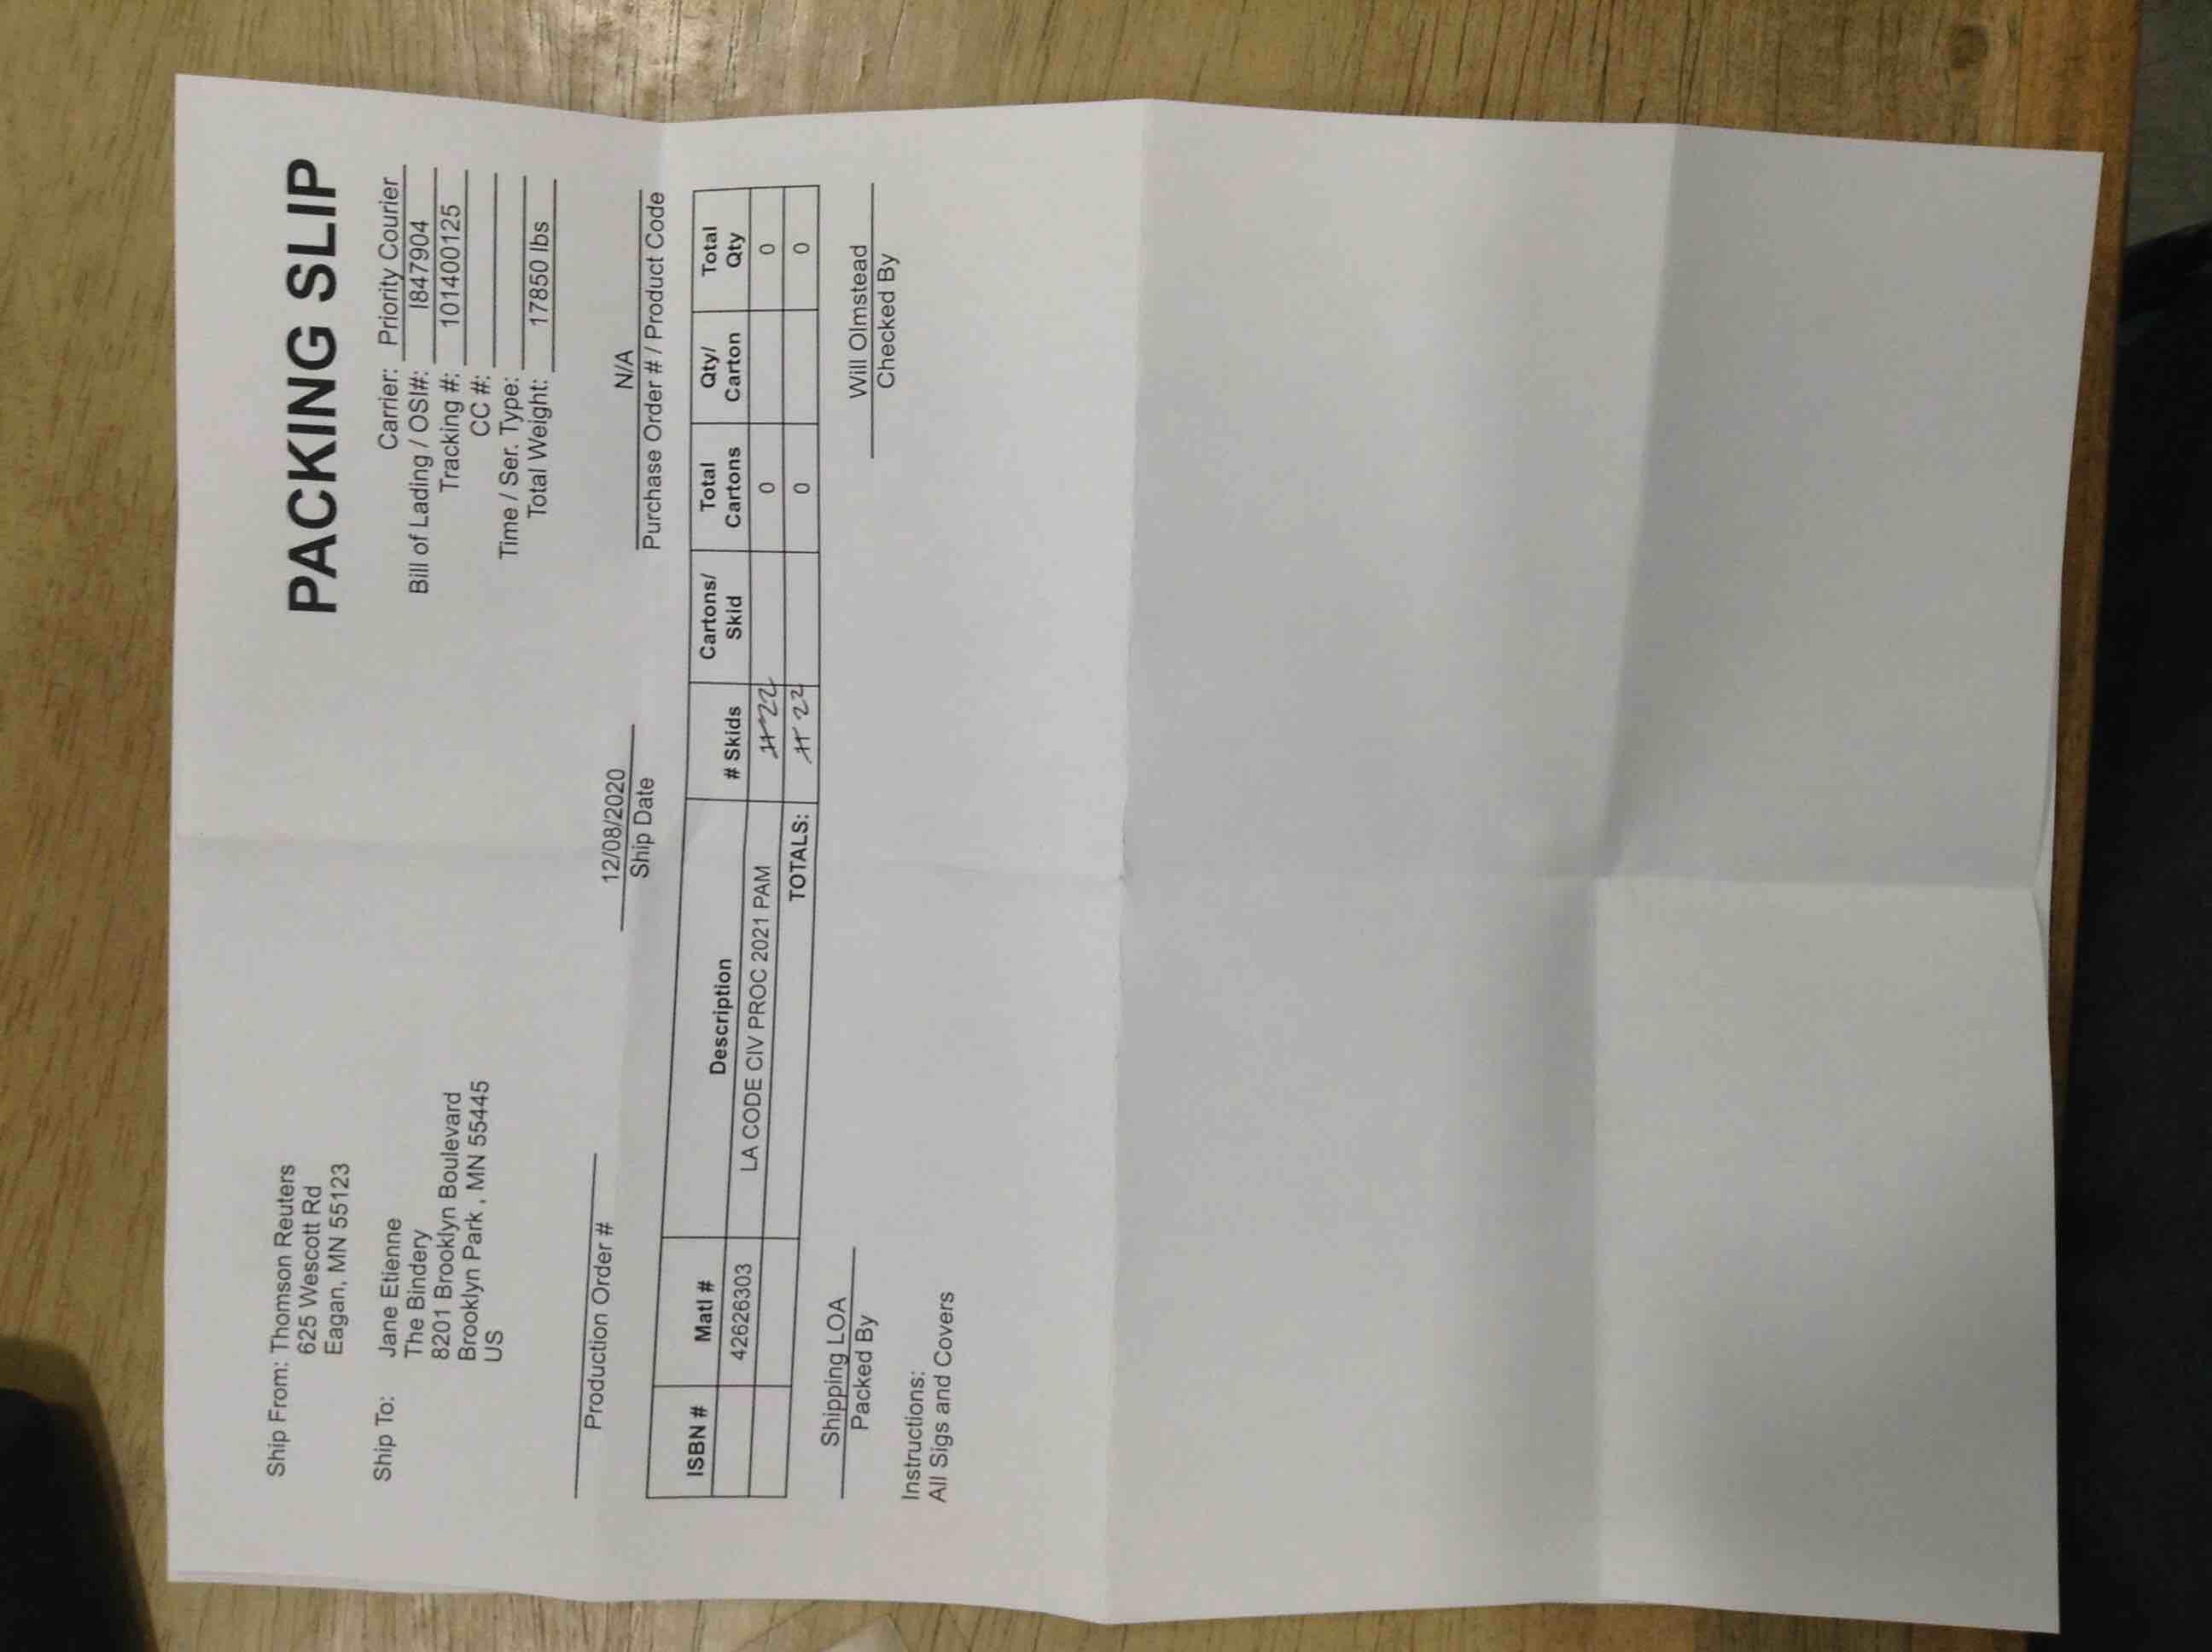 PACKING SLIP
Ship From: Thomson Reuters
625 Wescott Rd
Eagan, MN 55123
Ship To: Jane Etienne
The Bindery
8201 Brooklyn Boulevard
Brooklyn Park , MN 55445
US
Carrier: Priority Courier
Bill of Lading / OSI#: I847904
Tracking #: 101400125
CC #:
Time / Ser. Type:
Total Weight: 17850 lbs
Production Order #
12/08/2020
Ship Date
N/A
Purchase Order # / Product Code
ISBN # Matl # Description # Skids Cartons/ Skid Total Cartons Qty/ Carton Total Qty
42626303 LA CODE CIV PROC 2021 PAM 22 0 0
TOTALS: 22 0 0
Shipping LOA
Packed By
Will Olmstead
Checked By
Instructions:
All Sigs and Covers